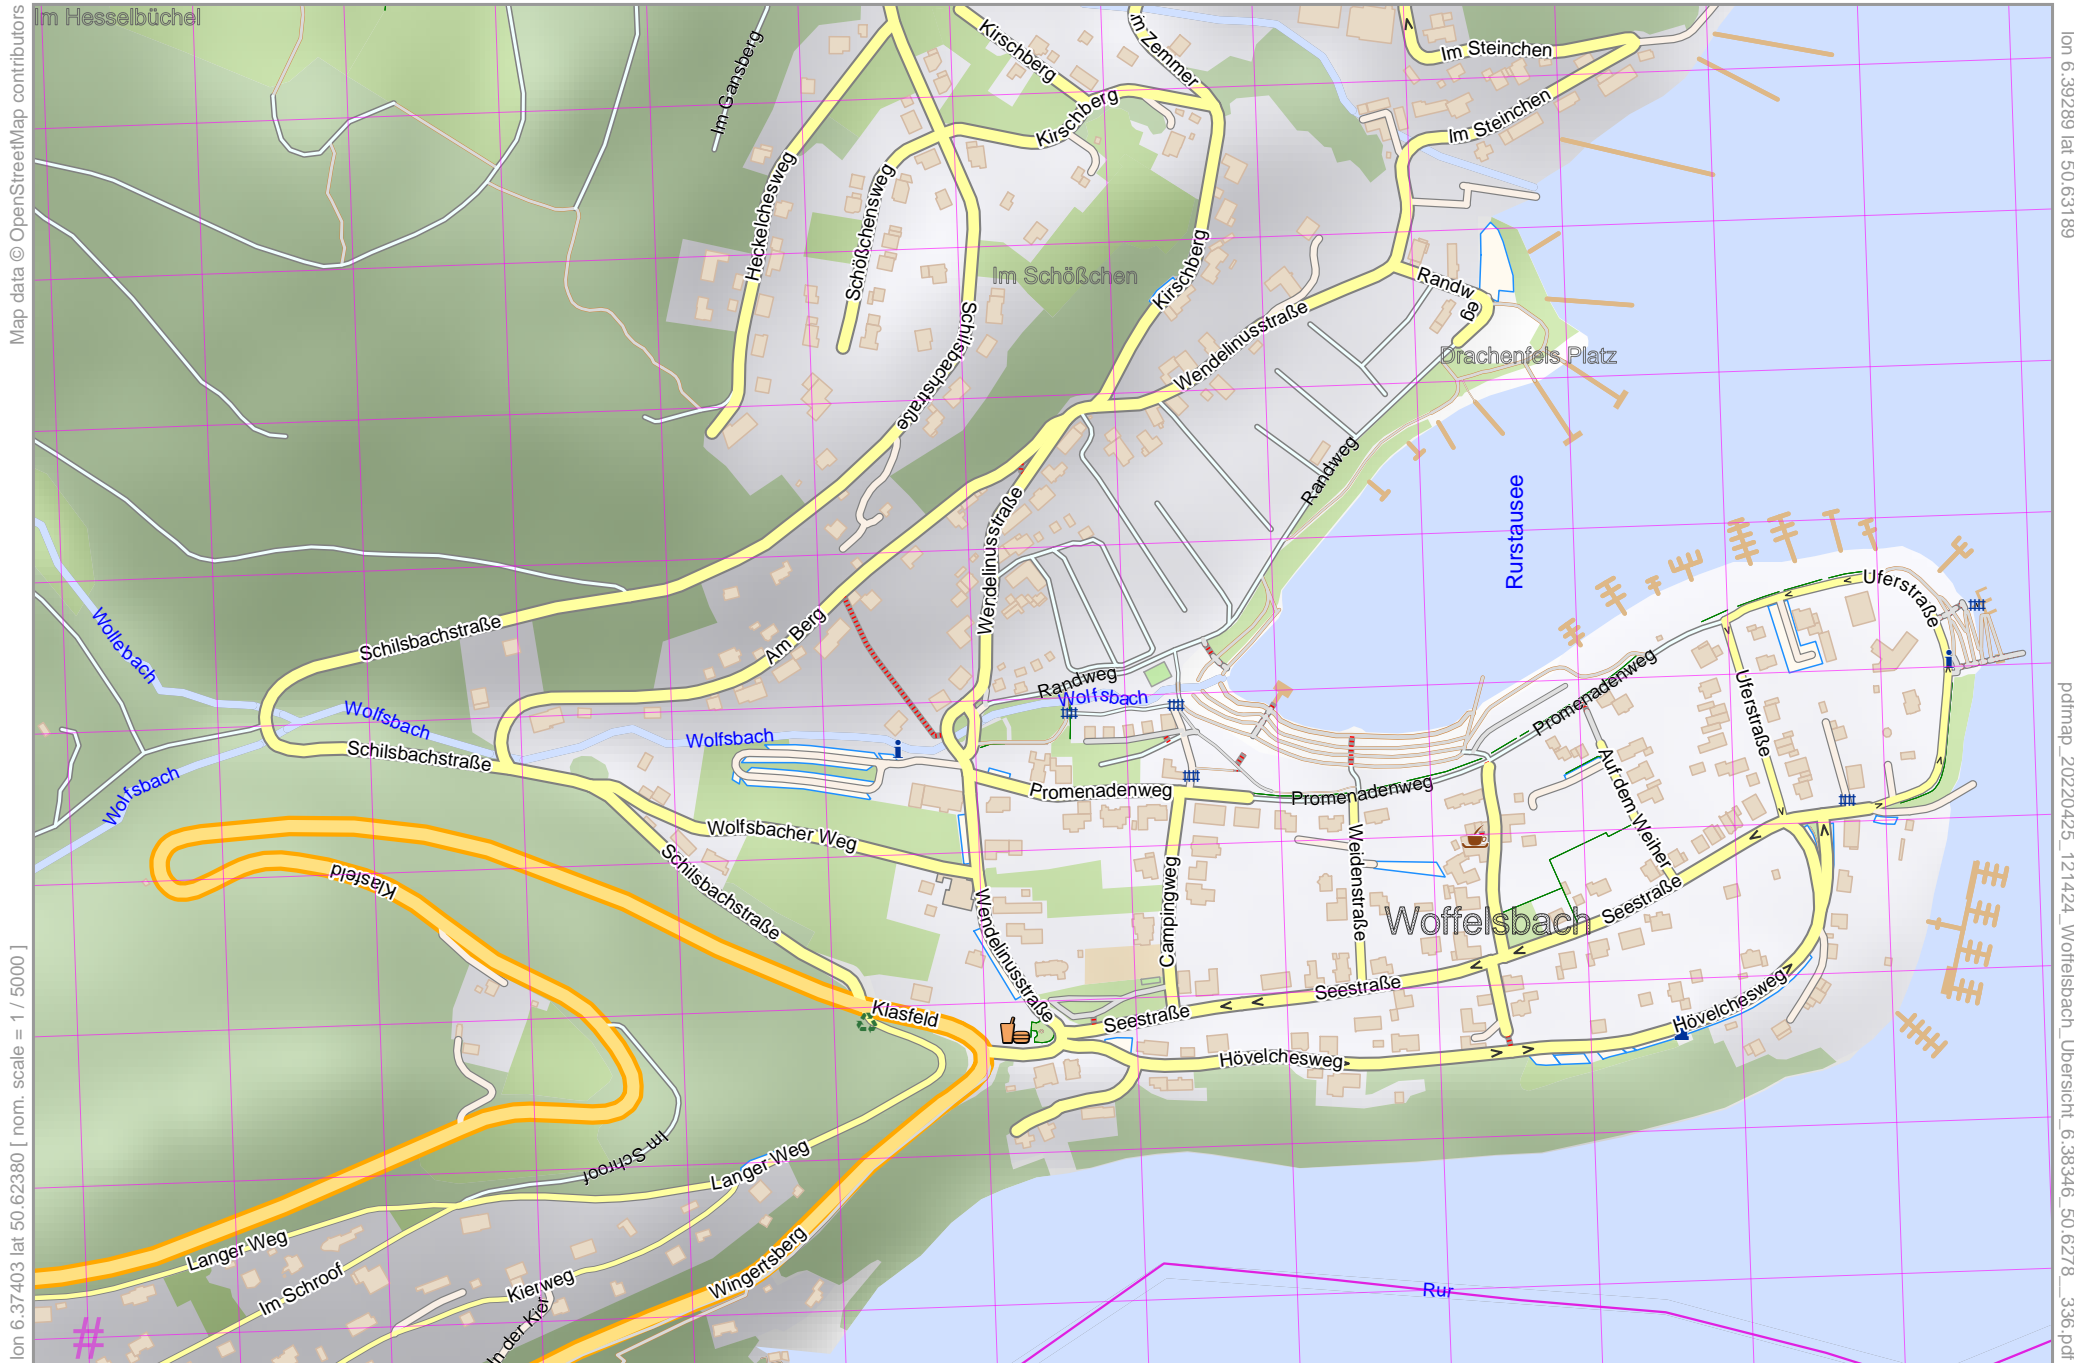 Im Hesselbüchel
Map data © OpenStreetMap contributors
lon 6.39289 lat 50.63189
Im Gansberg
Kirschberg
Im Zemmer
Im Steinchen
Im Steinchen
Kirschberg
Heckelchesweg
Schößchensweg
Im Schößchen
Kirschberg
Randweg
Wendelinusstraße
Schilsbachstraße
Drachenfels Platz
Randweg
Rurstausee
Wendelinusstraße
Uferstraße
Wollebach
Schilsbachstraße
Am Berg
Randweg
Wolfsbach
Promenadenweg
Uferstraße
Wolfsbach
Wolfsbach
Schilsbachstraße
Wolfsbach
Promenadenweg
Promenadenweg
Auf dem Weiher
Wolfsbacher Weg
Schilsbachstraße
Klasfeld
Campingweg
Weidenstraße
Woffelsbach
Seestraße
Wendelinusstraße
Klasfeld
Seestraße
Seestraße
Hövelchesweg
Hövelchesweg
Im Schroof
Langer Weg
Langer Weg
Im Schroof
Kierweg
Wingertsberg
In der Kier
Rur
#
lon 6.37403 lat 50.62380 [ nom. scale = 1 / 5000 ]
pdfmap_20220425_121424_Woffelsbach_Übersicht_6.38346_50.6278__336.pdf